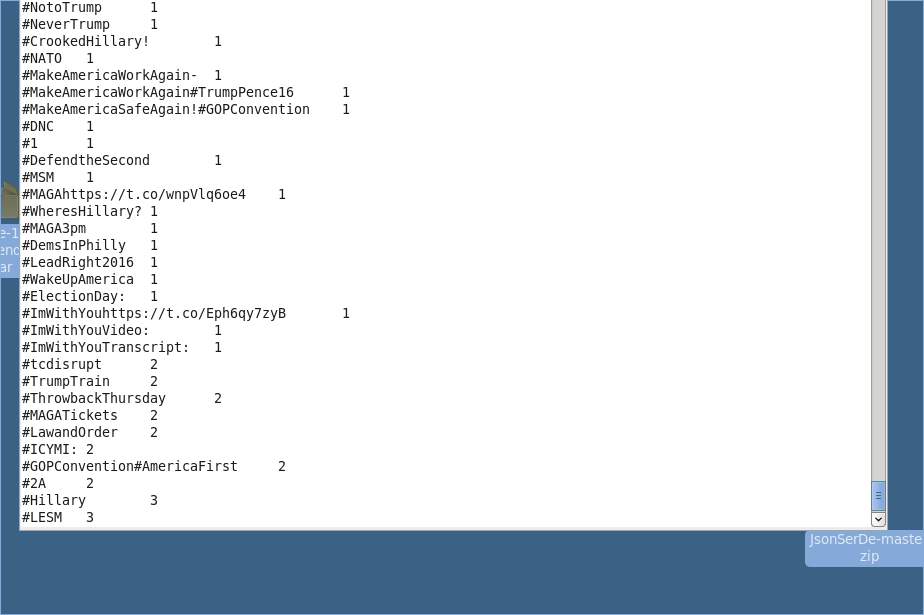 #NotoTrump 1
#NeverTrump 1
#CrookedHillary! 1
#NATO 1
#MakeAmericaWorkAgain- 1
#MakeAmericaWorkAgain#TrumpPence16 1
#MakeAmericaSafeAgain!#GOPConvention 1
#DNC 1
#1 1
#DefendtheSecond 1
#MSM 1
#MAGAhttps://t.co/wnpVlq6oe4 1
#WheresHillary? 1
#MAGA3pm 1
#DemsInPhilly 1
#LeadRight2016 1
#WakeUpAmerica 1
#ElectionDay: 1
#ImWithYouhttps://t.co/Eph6qy7zyB 1
#ImWithYouVideo: 1
#ImWithYouTranscript: 1
#tcdisrupt 2
#TrumpTrain 2
#ThrowbackThursday 2
#MAGATickets 2
#LawandOrder 2
#ICYMI: 2
#GOPConvention#AmericaFirst 2
#2A 2
#Hillary 3
#LESM 3
e-1
enc
ar
JsonSerDe-maste
zip